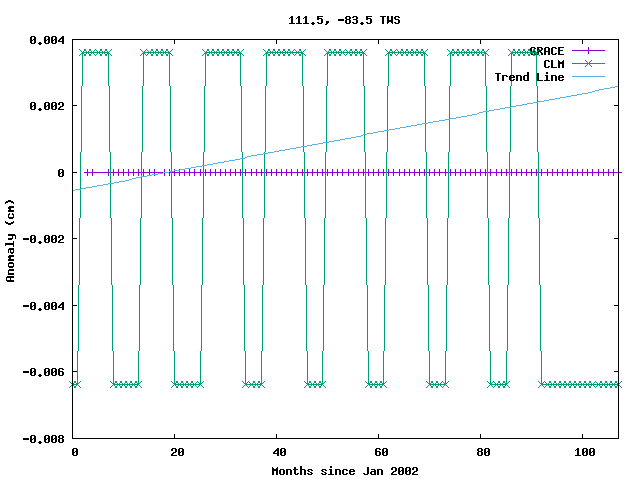 111.5, -83.5 TWS
GRACE
CLM
Trend Line
0.004
0.002
0
-0.002
-0.004
-0.006
-0.008
Anomaly (cm)
0 20 40 60 80 100
Months since Jan 2002